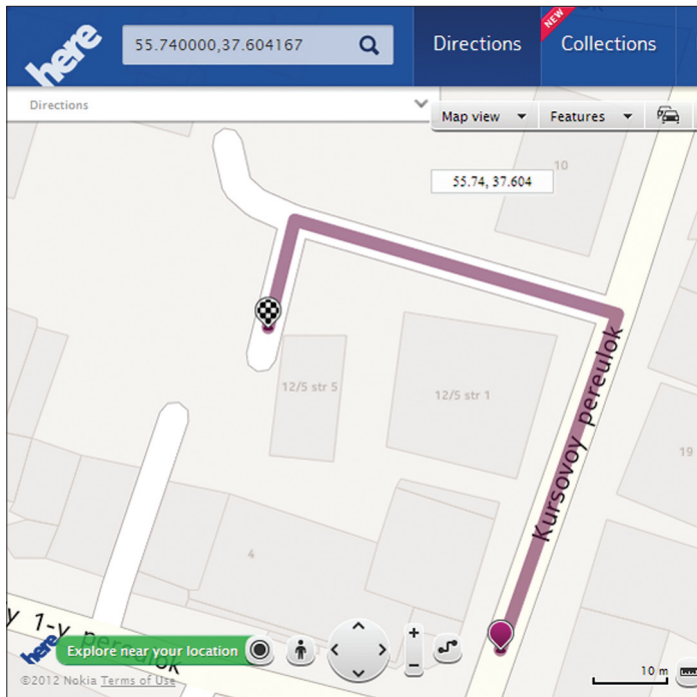 here
55.740000,37.604167
Directions
NEW
Collections
Directions
Map view
Features
55.74, 37.604
10
12/5 str 5
12/5 str 1
Kursovoy pereulok
19
4
y 1-y pereulok
here
Explore near your location
+
−
10 m
©2012 Nokia Terms of Use